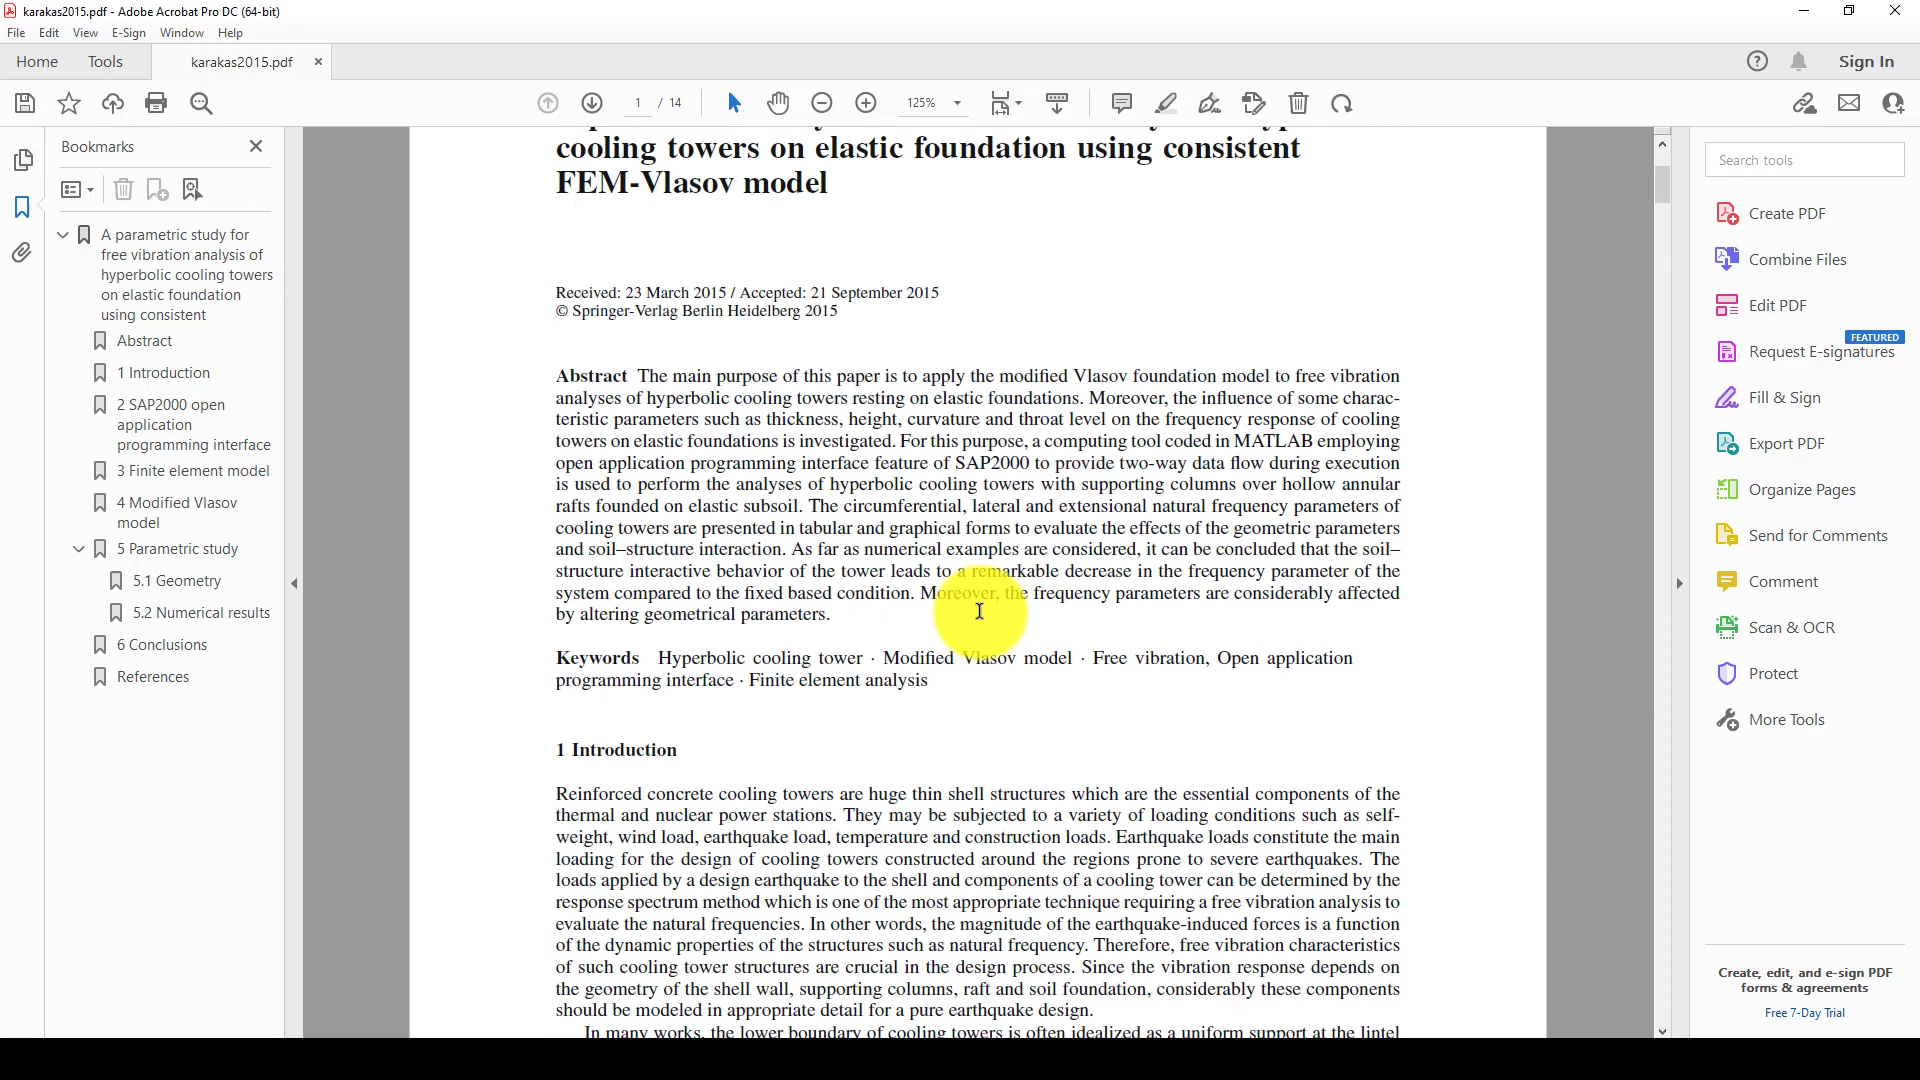 karakas2015.pdf - Adobe Acrobat Pro DC (64-bit)
File Edit View E-Sign Window Help
Home Tools karakas2015.pdf Sign In
1 / 14 125%
Bookmarks
A parametric study for
free vibration analysis of
hyperbolic cooling towers
on elastic foundation
using consistent
Abstract
1 Introduction
2 SAP2000 open
application
programming interface
3 Finite element model
4 Modified Vlasov
model
5 Parametric study
5.1 Geometry
5.2 Numerical results
6 Conclusions
References
cooling towers on elastic foundation using consistent
FEM-Vlasov model
Received: 23 March 2015 / Accepted: 21 September 2015
© Springer-Verlag Berlin Heidelberg 2015
Abstract The main purpose of this paper is to apply the modified Vlasov foundation model to free vibration
analyses of hyperbolic cooling towers resting on elastic foundations. Moreover, the influence of some charac-
teristic parameters such as thickness, height, curvature and throat level on the frequency response of cooling
towers on elastic foundations is investigated. For this purpose, a computing tool coded in MATLAB employing
open application programming interface feature of SAP2000 to provide two-way data flow during execution
is used to perform the analyses of hyperbolic cooling towers with supporting columns over hollow annular
rafts founded on elastic subsoil. The circumferential, lateral and extensional natural frequency parameters of
cooling towers are presented in tabular and graphical forms to evaluate the effects of the geometric parameters
and soil–structure interaction. As far as numerical examples are considered, it can be concluded that the soil–
structure interactive behavior of the tower leads to a remarkable decrease in the frequency parameter of the
system compared to the fixed based condition. Moreover, the frequency parameters are considerably affected
by altering geometrical parameters.
Keywords Hyperbolic cooling tower · Modified Vlasov model · Free vibration, Open application
programming interface · Finite element analysis
1 Introduction
Reinforced concrete cooling towers are huge thin shell structures which are the essential components of the
thermal and nuclear power stations. They may be subjected to a variety of loading conditions such as self-
weight, wind load, earthquake load, temperature and construction loads. Earthquake loads constitute the main
loading for the design of cooling towers constructed around the regions prone to severe earthquakes. The
loads applied by a design earthquake to the shell and components of a cooling tower can be determined by the
response spectrum method which is one of the most appropriate technique requiring a free vibration analysis to
evaluate the natural frequencies. In other words, the magnitude of the earthquake-induced forces is a function
of the dynamic properties of the structures such as natural frequency. Therefore, free vibration characteristics
of such cooling tower structures are crucial in the design process. Since the vibration response depends on
the geometry of the shell wall, supporting columns, raft and soil foundation, considerably these components
should be modeled in appropriate detail for a pure earthquake design.
In many works, the lower boundary of cooling towers is often idealized as a uniform support at the lintel
Search tools
Create PDF
Combine Files
Edit PDF
FEATURED
Request E-signatures
Fill & Sign
Export PDF
Organize Pages
Send for Comments
Comment
Scan & OCR
Protect
More Tools
Create, edit, and e-sign PDF
forms & agreements
Free 7-Day Trial